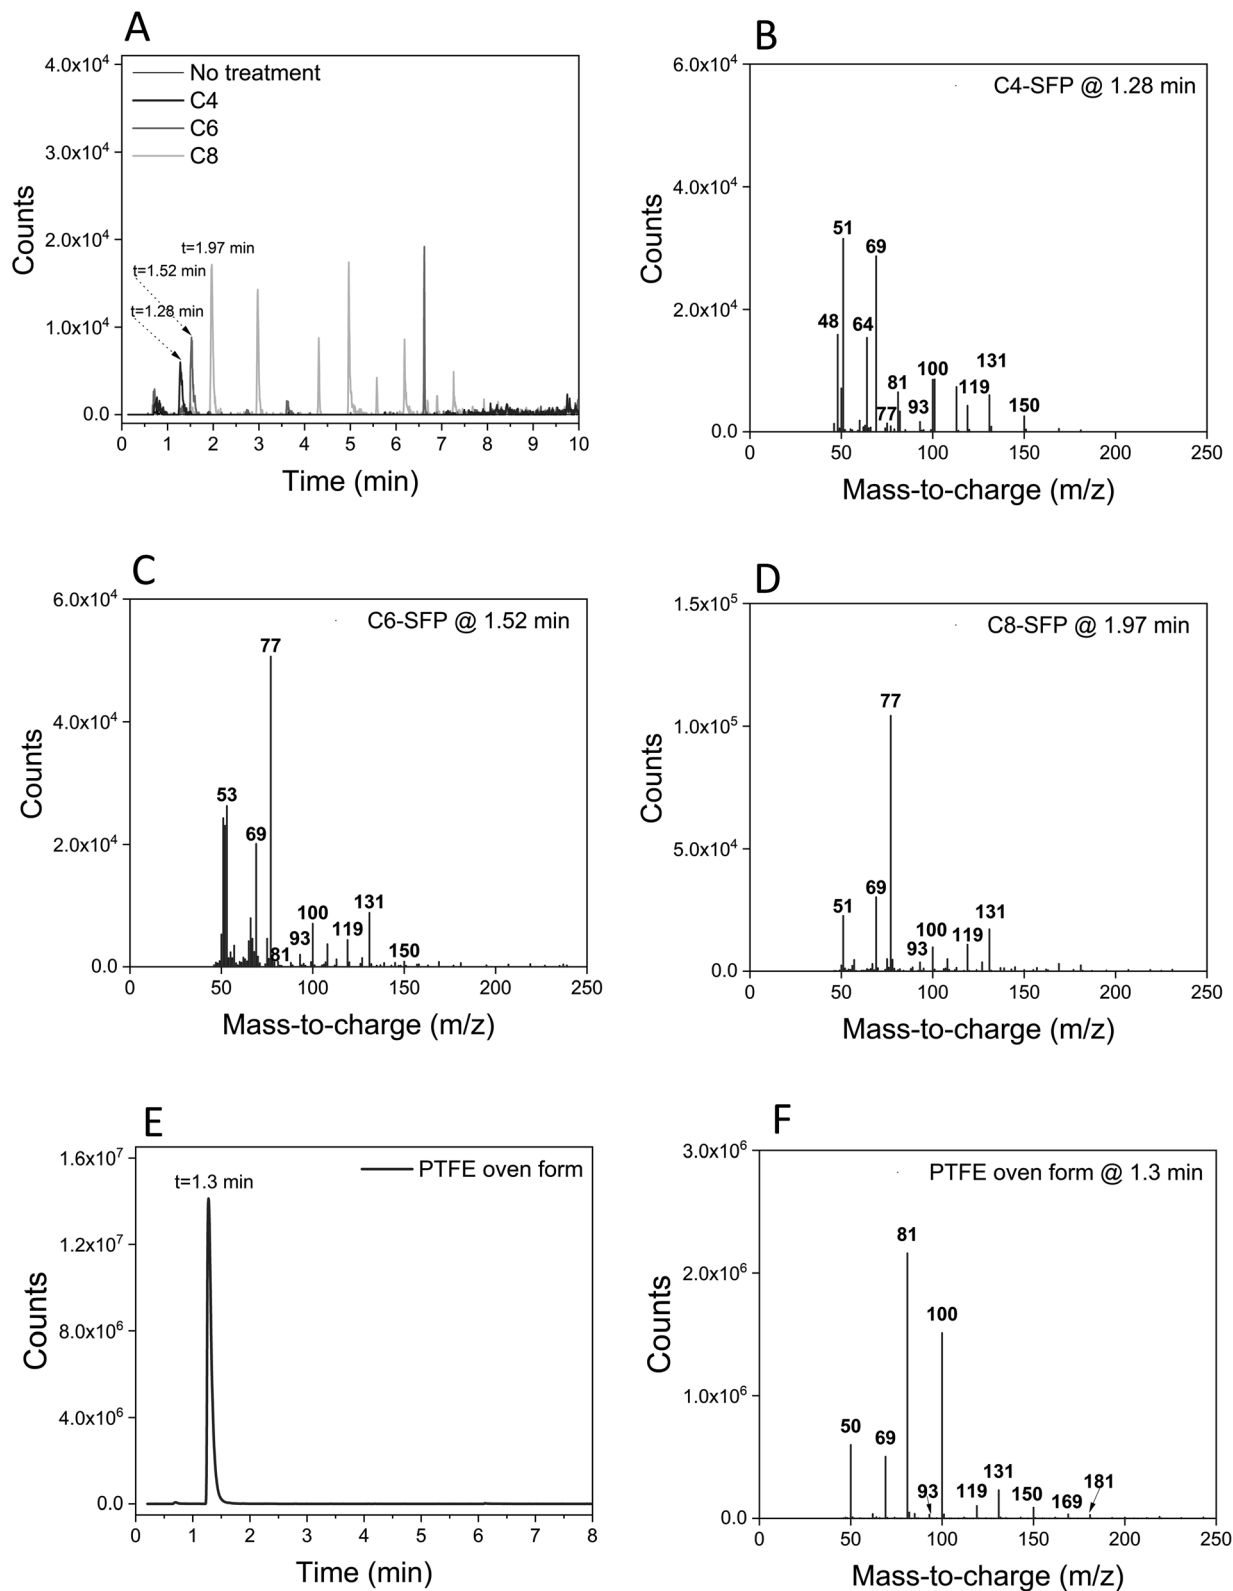 A
4.0x10⁴
3.0x10⁴
2.0x10⁴
1.0x10⁴
0.0
Counts
No treatment
C4
C6
C8
t=1.97 min
t=1.52 min
t=1.28 min
0 1 2 3 4 5 6 7 8 9 10
Time (min)
B
6.0x10⁴
4.0x10⁴
2.0x10⁴
0.0
Counts
C4-SFP @ 1.28 min
51
69
48
64
81
100
131
77
93
119
150
0 50 100 150 200 250
Mass-to-charge (m/z)
C
6.0x10⁴
4.0x10⁴
2.0x10⁴
0.0
Counts
C6-SFP @ 1.52 min
77
53
69
131
100
119
93
81
150
0 50 100 150 200 250
Mass-to-charge (m/z)
D
1.5x10⁵
1.0x10⁵
5.0x10⁴
0.0
Counts
C8-SFP @ 1.97 min
77
69
51
131
100
119
93
0 50 100 150 200 250
Mass-to-charge (m/z)
E
1.6x10⁷
1.2x10⁷
8.0x10⁶
4.0x10⁶
0.0
Counts
PTFE oven form
t=1.3 min
0 1 2 3 4 5 6 7 8
Time (min)
F
3.0x10⁶
2.0x10⁶
1.0x10⁶
0.0
Counts
PTFE oven form @ 1.3 min
81
100
50
69
93
119
131
150
169
181
0 50 100 150 200 250
Mass-to-charge (m/z)